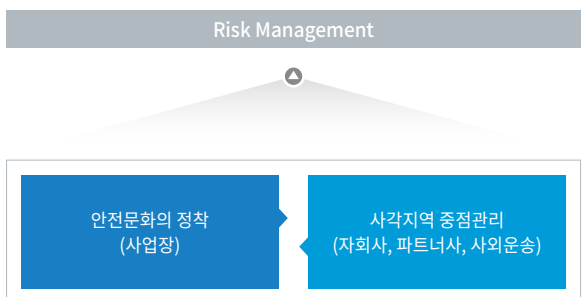 Risk Management
안전문화의 정착
(사업장)
사각지역 중점관리
(자회사, 파트너사, 사외운송)